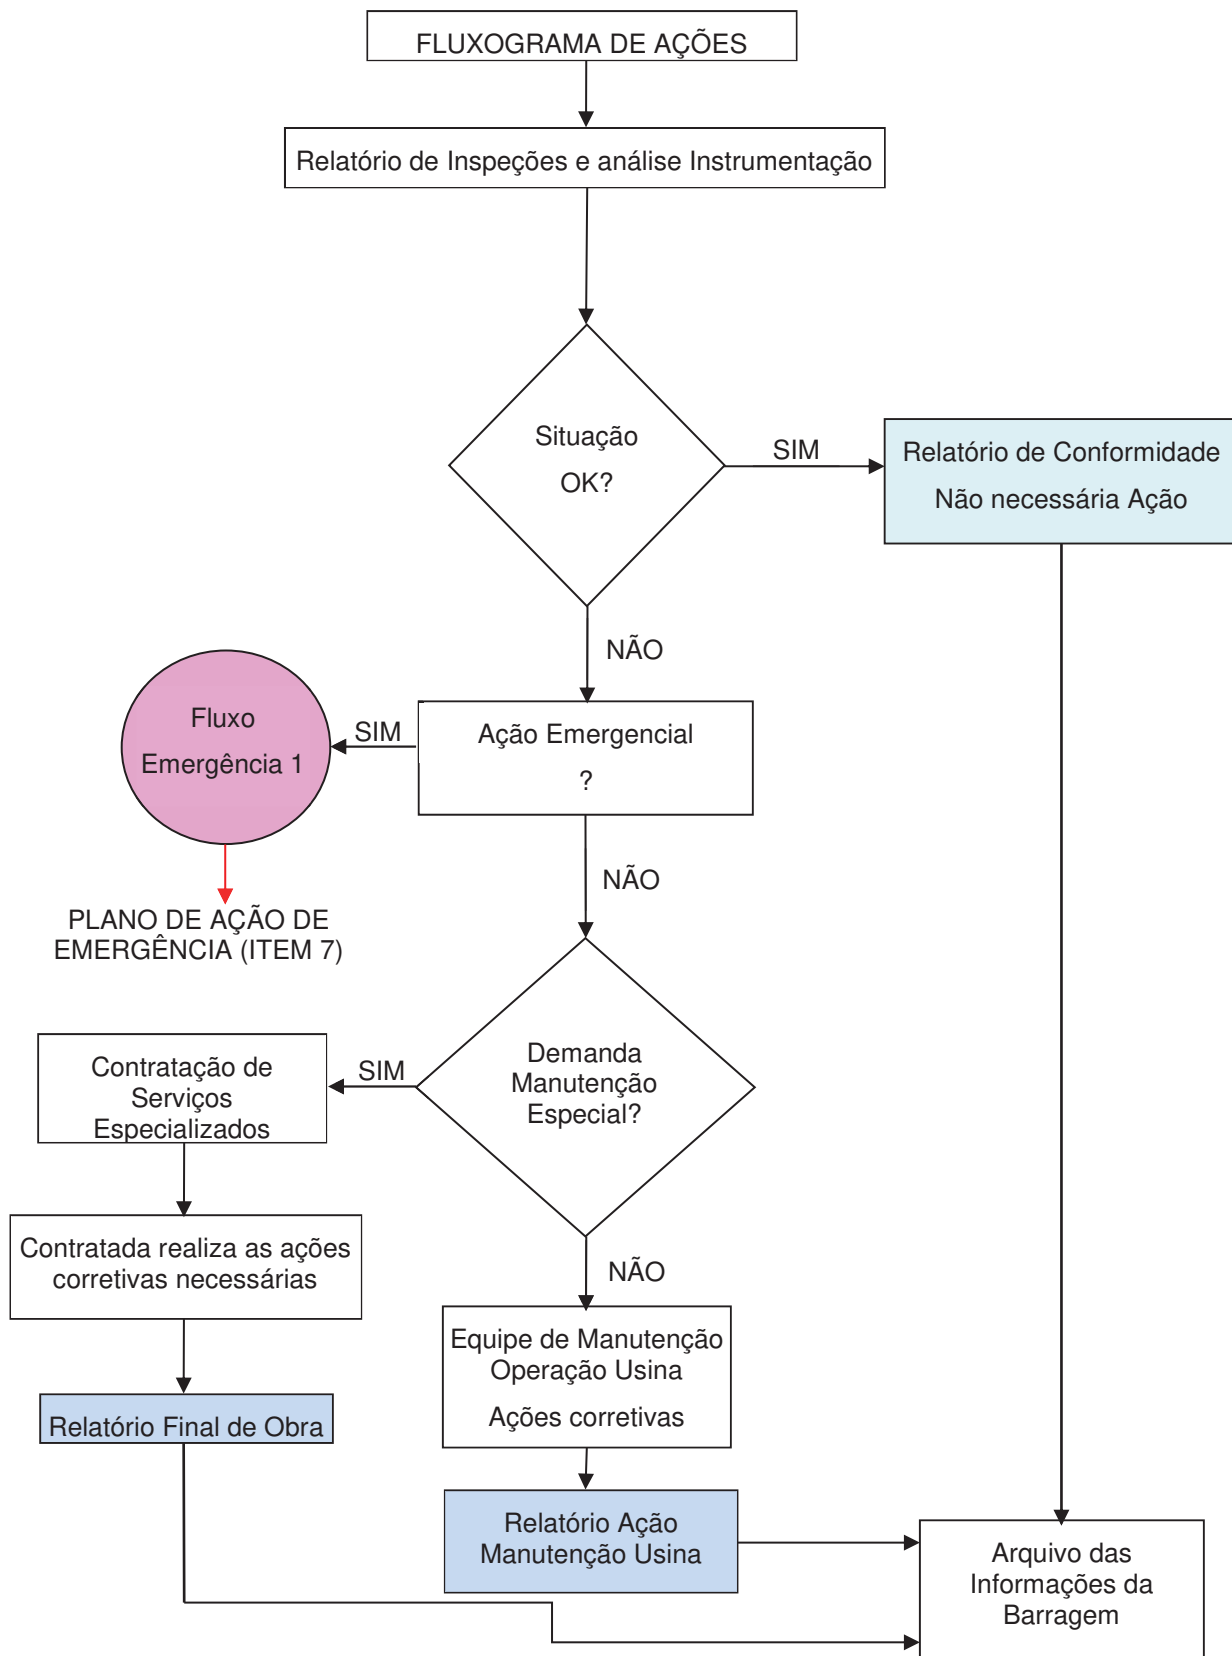 FLUXOGRAMA DE AÇÕES
Relatório de Inspeções e análise Instrumentação
Situação
OK?
SIM
Relatório de Conformidade
Não necessária Ação
NÃO
Fluxo
Emergência 1
SIM
Ação Emergencial
?
PLANO DE AÇÃO DE
EMERGÊNCIA (ITEM 7)
NÃO
Contratação de
Serviços
Especializados
SIM
Demanda
Manutenção
Especial?
Contratada realiza as ações
corretivas necessárias
NÃO
Equipe de Manutenção
Operação Usina
Ações corretivas
Relatório Final de Obra
Relatório Ação
Manutenção Usina
Arquivo das
Informações da
Barragem